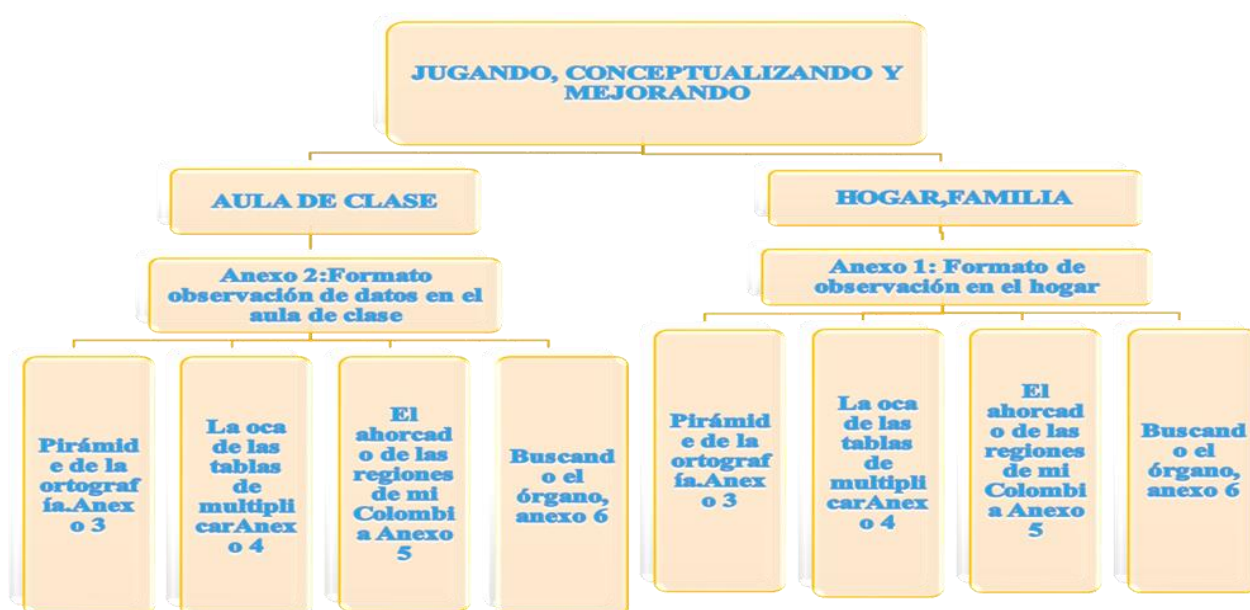 JUGANDO, CONCEPTUALIZANDO Y
MEJORANDO
AULA DE CLASE
HOGAR,FAMILIA
Anexo 2:Formato
observación de datos en el
aula de clase
Anexo 1: Formato de
observación en el hogar
Pirámid
e de la
ortograf
ía.Anex
o 3
La oca
de las
tablas
de
multipli
carAnex
o 4
El
ahorcad
o de las
regiones
de mi
Colombi
a Anexo
5
Buscand
o el
órgano,
anexo 6
Pirámid
e de la
ortograf
ía.Anex
o 3
La oca
de las
tablas
de
multipli
carAnex
o 4
El
ahorcad
o de las
regiones
de mi
Colombi
a Anexo
5
Buscand
o el
órgano,
anexo 6